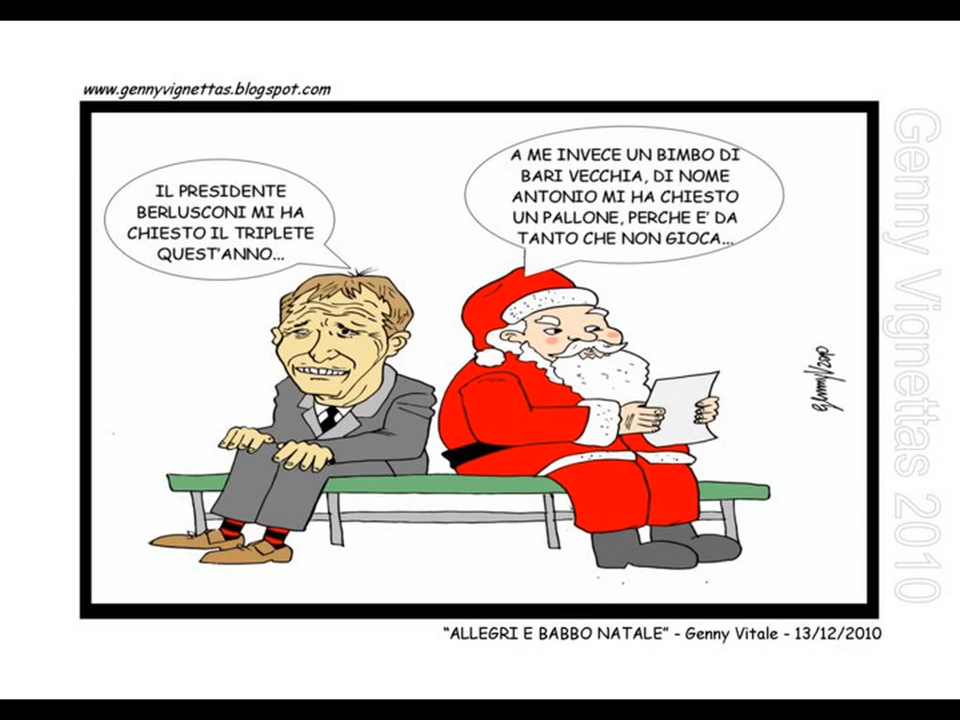 www.gennyvignettas.blogspot.com
IL PRESIDENTE
BERLUSCONI MI HA
CHIESTO IL TRIPLETE
QUEST'ANNO...
A ME INVECE UN BIMBO DI
BARI VECCHIA, DI NOME
ANTONIO MI HA CHIESTO
UN PALLONE, PERCHE E' DA
TANTO CHE NON GIOCA...
GennyV2010
Genny Vignettas 2010
"ALLEGRI E BABBO NATALE" - Genny Vitale - 13/12/2010